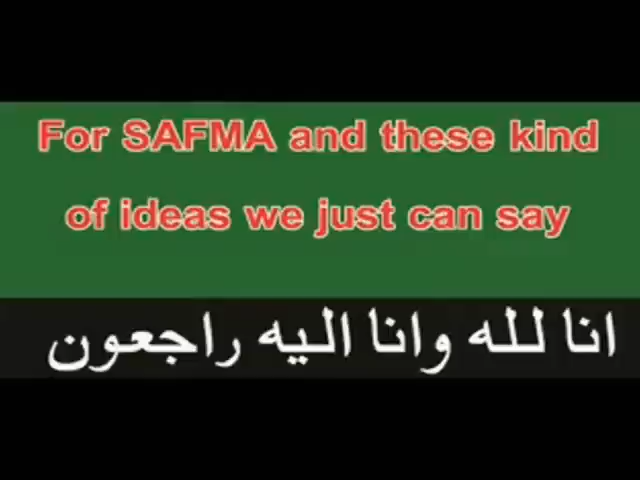 For SAFMA and these kind
of ideas we just can say
انا لله وانا اليه راجعون